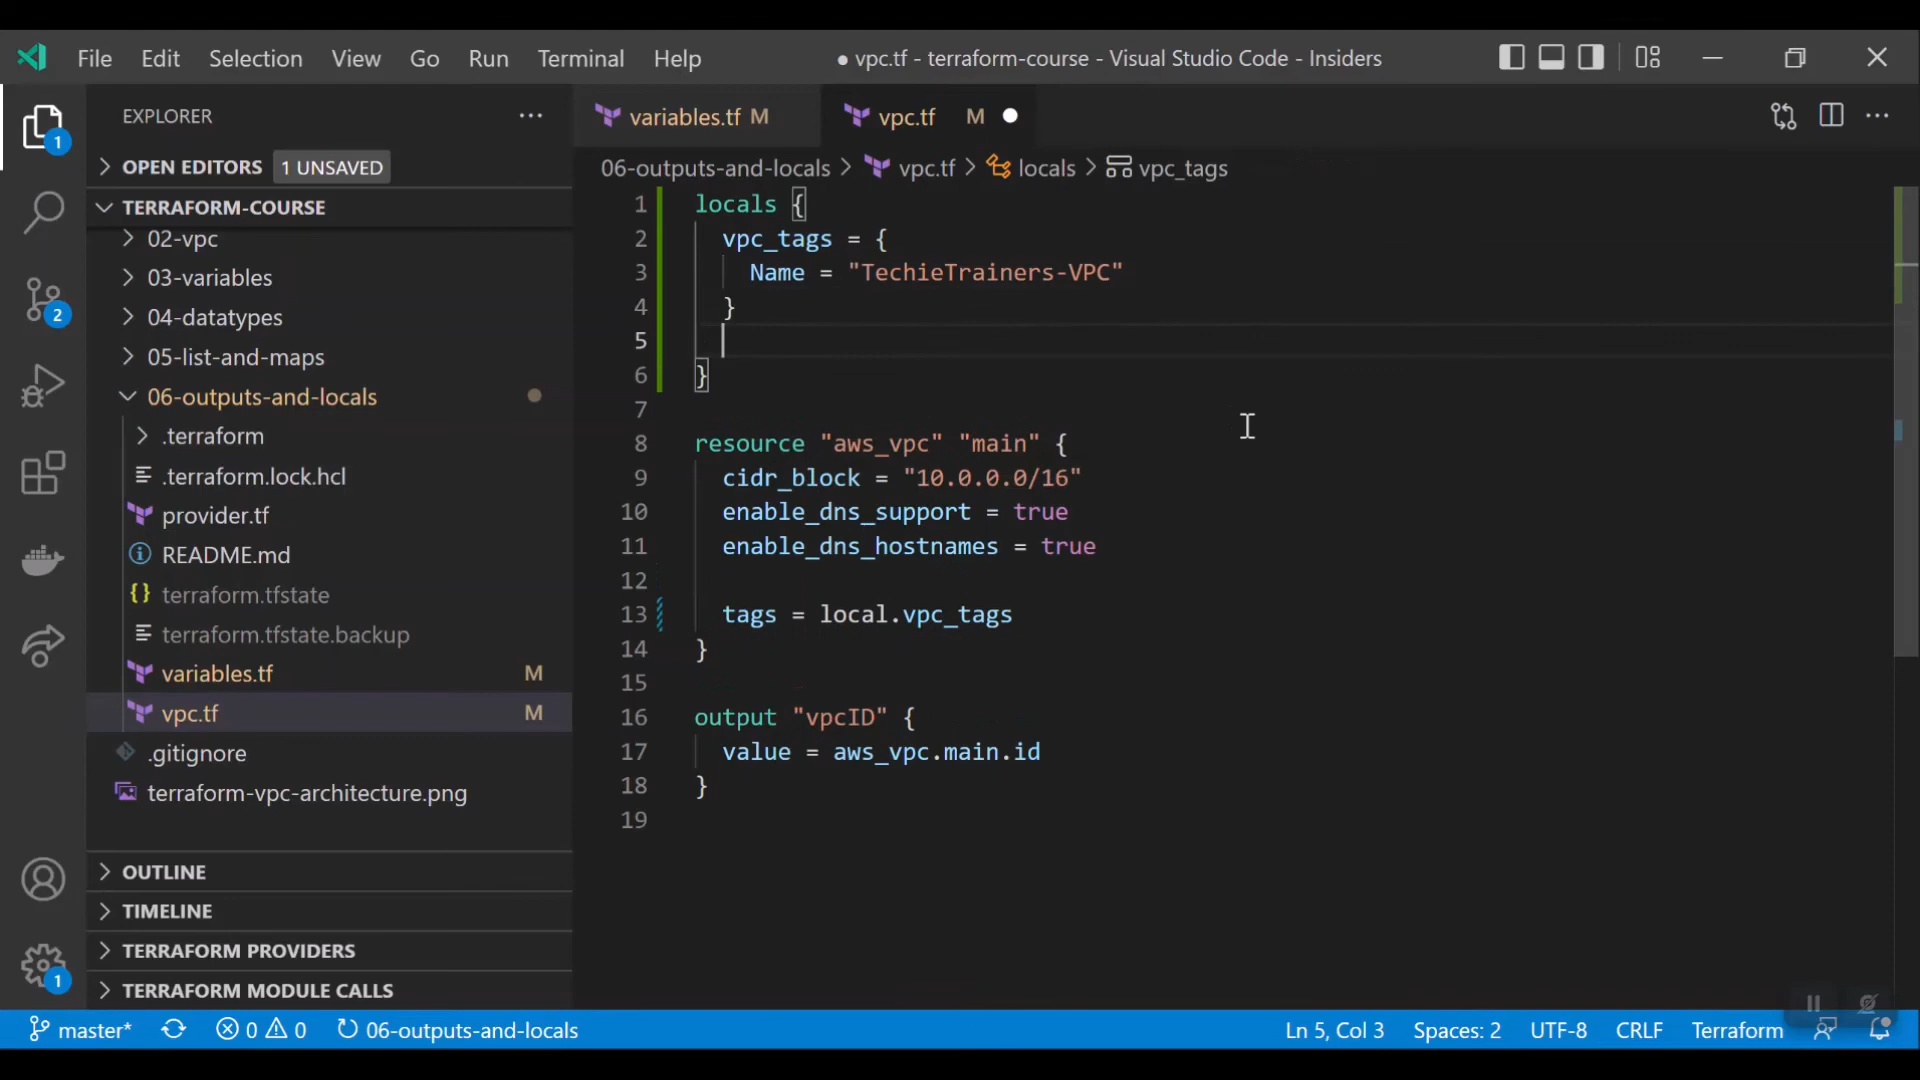 File Edit Selection View Go Run Terminal Help
● vpc.tf - terraform-course - Visual Studio Code - Insiders
EXPLORER
OPEN EDITORS 1 UNSAVED
TERRAFORM-COURSE
02-vpc
03-variables
04-datatypes
05-list-and-maps
06-outputs-and-locals
.terraform
.terraform.lock.hcl
provider.tf
README.md
terraform.tfstate
terraform.tfstate.backup
variables.tf M
vpc.tf M
.gitignore
terraform-vpc-architecture.png
OUTLINE
TIMELINE
TERRAFORM PROVIDERS
TERRAFORM MODULE CALLS
1
2
1
variables.tf M
vpc.tf M
06-outputs-and-locals > vpc.tf > locals > vpc_tags
1 locals {
2 vpc_tags = {
3 Name = "TechieTrainers-VPC"
4 }
5
6 }
7
8 resource "aws_vpc" "main" {
9 cidr_block = "10.0.0.0/16"
10 enable_dns_support = true
11 enable_dns_hostnames = true
12
13 tags = local.vpc_tags
14 }
15
16 output "vpcID" {
17 value = aws_vpc.main.id
18 }
19
master* 0 0 06-outputs-and-locals
Ln 5, Col 3 Spaces: 2 UTF-8 CRLF Terraform